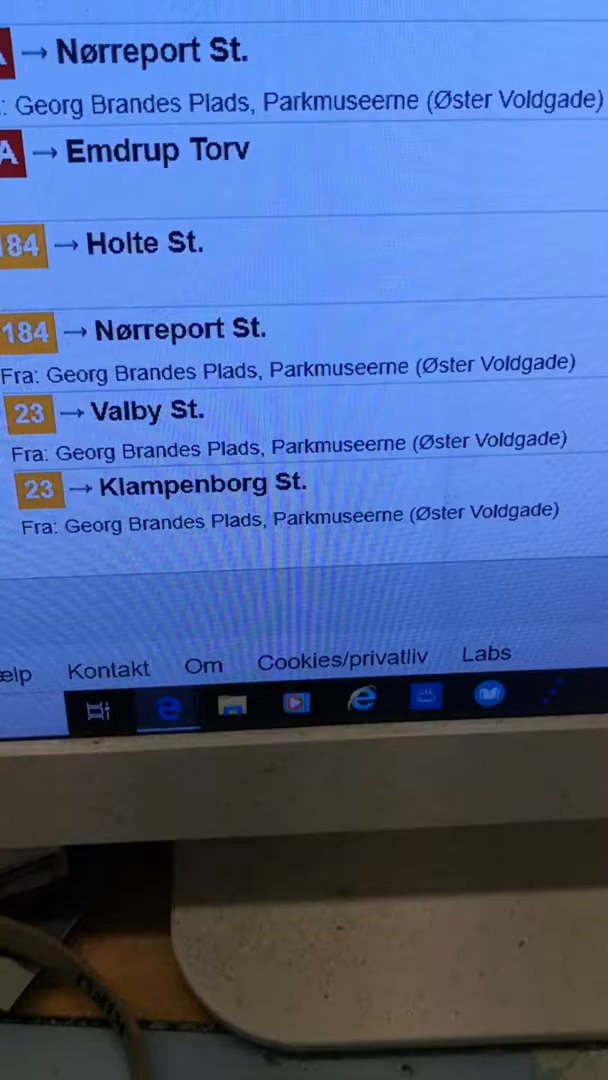 A → Nørreport St.
: Georg Brandes Plads, Parkmuseerne (Øster Voldgade)
A → Emdrup Torv
184 → Holte St.
184 → Nørreport St.
Fra: Georg Brandes Plads, Parkmuseerne (Øster Voldgade)
23 → Valby St.
Fra: Georg Brandes Plads, Parkmuseerne (Øster Voldgade)
23 → Klampenborg St.
Fra: Georg Brandes Plads, Parkmuseerne (Øster Voldgade)
ælp Kontakt Om Cookies/privatliv Labs